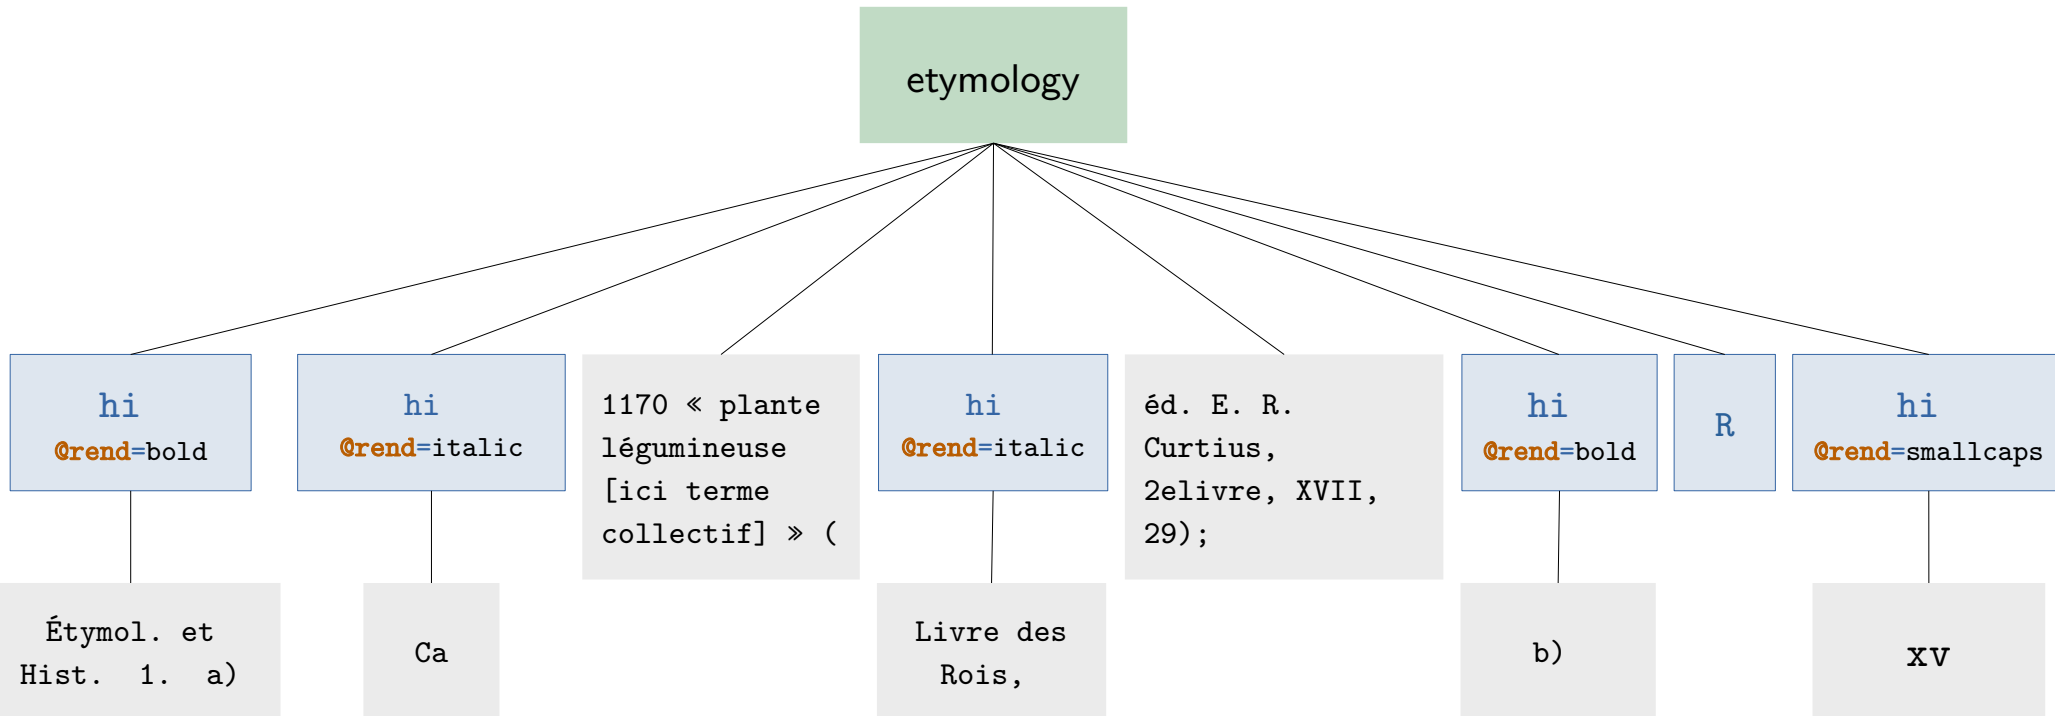 etymology
hi
@rend=bold
hi
@rend=italic
1170 « plante
légumineuse
[ici terme
collectif] » (
hi
@rend=italic
éd. E. R.
Curtius,
2elivre, XVII,
29);
hi
@rend=bold
R
hi
@rend=smallcaps
Étymol. et
Hist. 1. a)
Ca
Livre des
Rois,
b)
xv